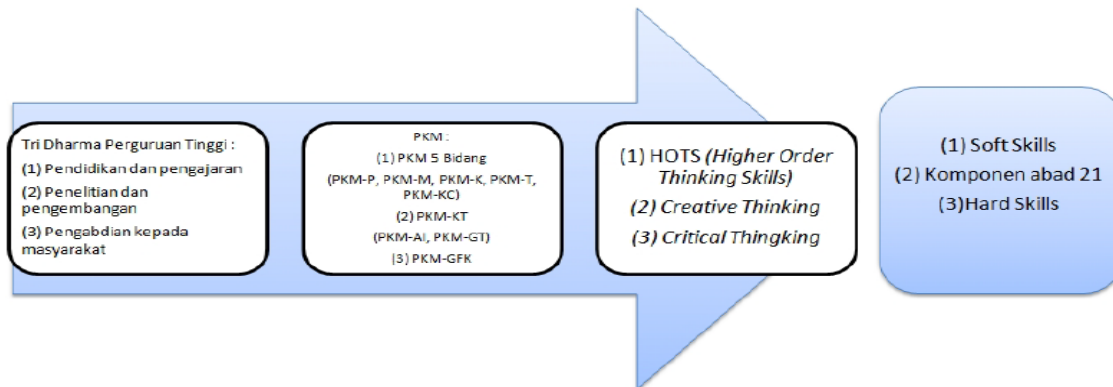 Tri Dharma Perguruan Tinggi :
(1) Pendidikan dan pengajaran
(2) Penelitian dan
pengembangan
(3) Pengabdian kepada
masyarakat
PKM :
(1) PKM 5 Bidang
(PKM-P, PKM-M, PKM-K, PKM-T,
PKM-KC)
(2) PKM-KT
(PKM-AI, PKM-GT)
(3) PKM-GFK
(1) HOTS (Higher Order
Thinking Skills)
(2) Creative Thinking
(3) Critical Thingking
(1) Soft Skills
(2) Komponen abad 21
(3)Hard Skills